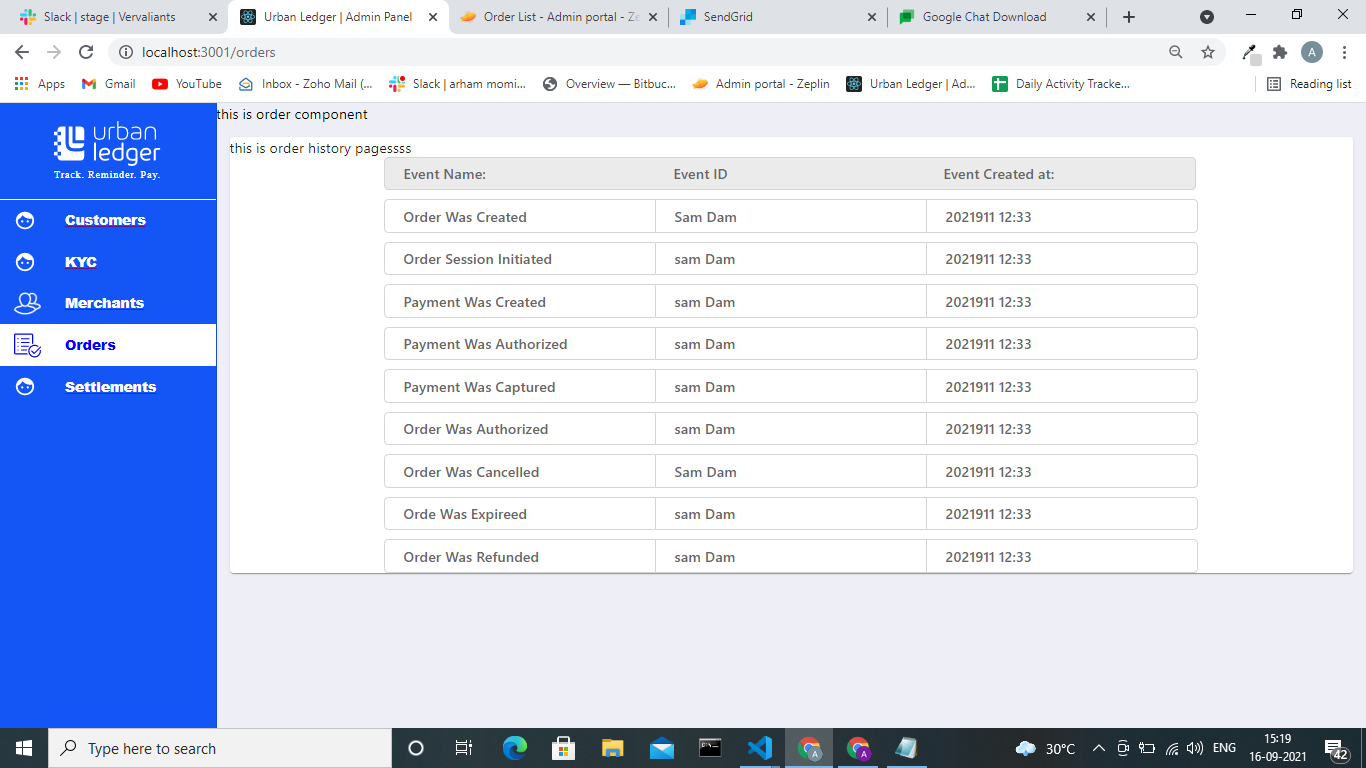 Slack | stage | Vervaliants
Urban Ledger | Admin Panel
Order List - Admin portal - Ze
SendGrid
Google Chat Download
localhost:3001/orders
A
Apps
Gmail
YouTube
Inbox - Zoho Mail (...
Slack | arham momi...
Overview — Bitbuc...
Admin portal - Zeplin
Urban Ledger | Ad...
Daily Activity Tracke...
Reading list
this is order component
urban
ledger
Track. Reminder. Pay.
Customers
KYC
Merchants
Orders
Settlements
this is order history pagessss
Event Name: Event ID Event Created at:
Order Was Created Sam Dam 2021911 12:33
Order Session Initiated sam Dam 2021911 12:33
Payment Was Created sam Dam 2021911 12:33
Payment Was Authorized sam Dam 2021911 12:33
Payment Was Captured sam Dam 2021911 12:33
Order Was Authorized sam Dam 2021911 12:33
Order Was Cancelled Sam Dam 2021911 12:33
Orde Was Expireed sam Dam 2021911 12:33
Order Was Refunded sam Dam 2021911 12:33
Type here to search
A
A
30°C
ENG
15:19
16-09-2021
42